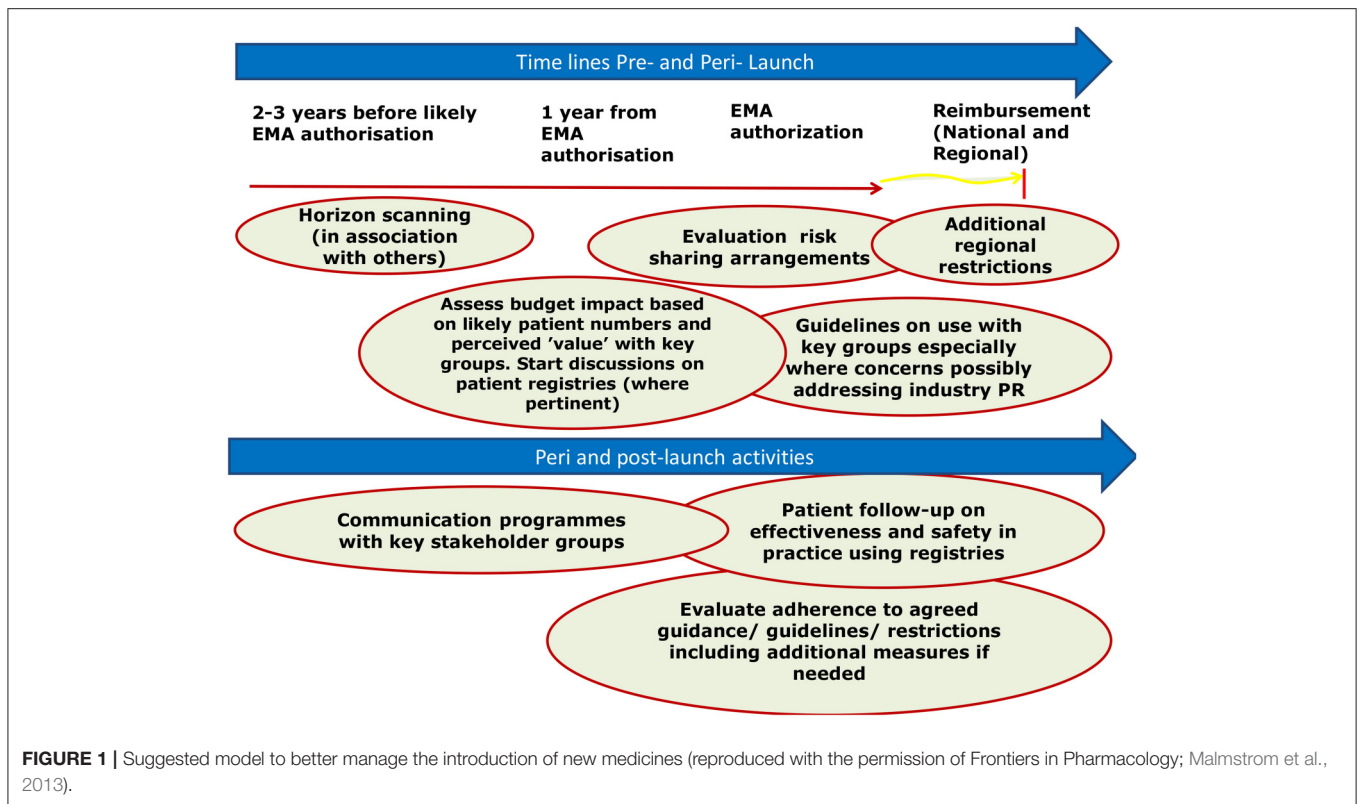 Time lines Pre- and Peri- Launch
2-3 years before likely
EMA authorisation
1 year from
EMA
authorisation
EMA
authorization
Reimbursement
(National and
Regional)
Horizon scanning
(in association
with others)
Evaluation risk
sharing arrangements
Additional
regional
restrictions
Assess budget impact based
on likely patient numbers and
perceived ’value’ with key
groups. Start discussions on
patient registries (where
pertinent)
Guidelines on use with
key groups especially
where concerns possibly
addressing industry PR
Peri and post-launch activities
Communication programmes
with key stakeholder groups
Patient follow-up on
effectiveness and safety in
practice using registries
Evaluate adherence to agreed
guidance/ guidelines/ restrictions
including additional measures if
needed
FIGURE 1 | Suggested model to better manage the introduction of new medicines (reproduced with the permission of Frontiers in Pharmacology; Malmstrom et al.,
2013).